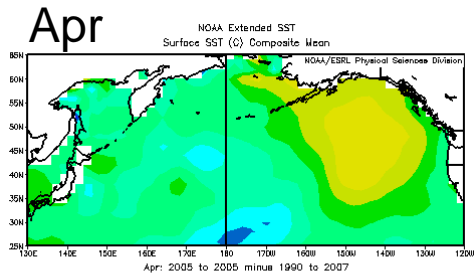 Apr
NOAA Extended SST
Surface SST (C) Composite Mean
NOAA/ESRL Physical Sciences Division
65N
60N
55N
50N
45N
40N
35N
30N
25N
130E 140E 150E 160E 170E 180 170W 160W 150W 140W 130W 120W
Apr: 2005 to 2005 minus 1990 to 2007